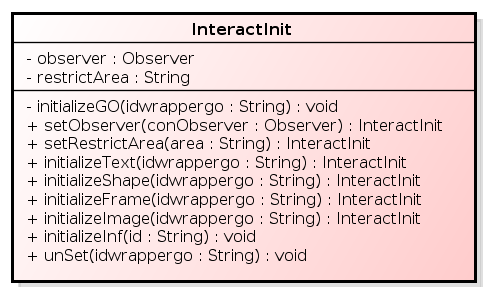 InteractInit
- observer : Observer
- restrictArea : String
- initializeGO(idwrappergo : String) : void
+ setObserver(conObserver : Observer) : InteractInit
+ setRestrictArea(area : String) : InteractInit
+ initializeText(idwrappergo : String) : InteractInit
+ initializeShape(idwrappergo : String) : InteractInit
+ initializeFrame(idwrappergo : String) : InteractInit
+ initializeImage(idwrappergo : String) : InteractInit
+ initializeInf(id : String) : void
+ unSet(idwrappergo : String) : void